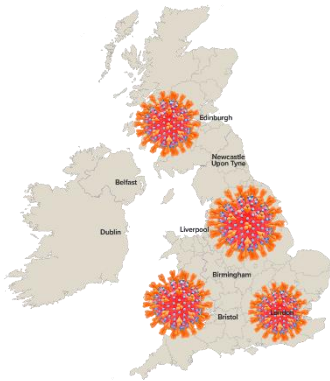 Edinburgh
Newcastle
Upon Tyne
Belfast
Dublin
Liverpool
Birmingham
Bristol
London